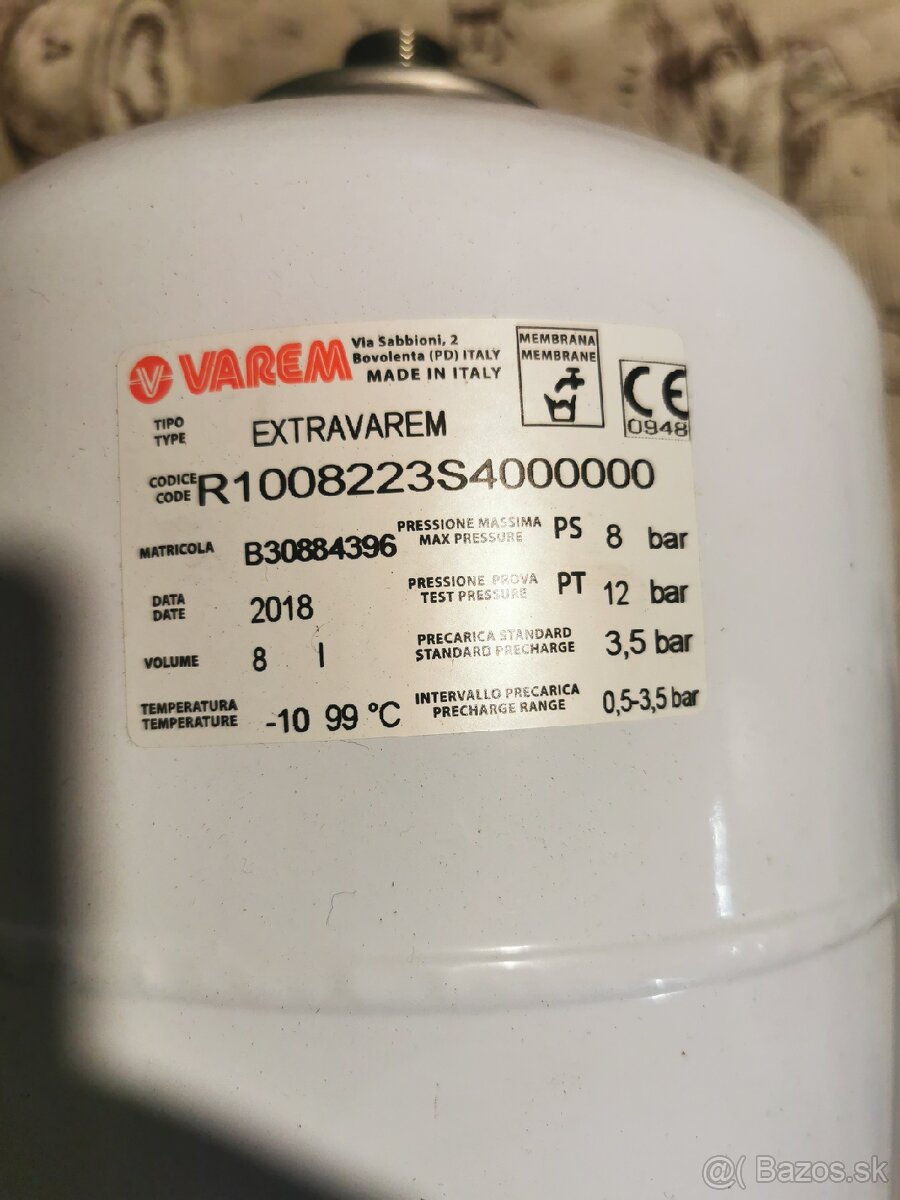 VAREM
Via Sabbioni, 2
Bovolenta (PD) ITALY
MADE IN ITALY
MEMBRANA
MEMBRANE
CE
0948
TIPO
TYPE
EXTRAVAREM
CODICE
CODE
R1008223S4000000
MATRICOLA
B30884396
PRESSIONE MASSIMA
MAX PRESSURE
PS 8 bar
DATA
DATE
2018
PRESSIONE PROVA
TEST PRESSURE
PT 12 bar
VOLUME
8 l
PRECARICA STANDARD
STANDARD PRECHARGE
3,5 bar
TEMPERATURA
TEMPERATURE
-10 99 °C
INTERVALLO PRECARICA
PRECHARGE RANGE
0,5-3,5 bar
@( Bazos.sk